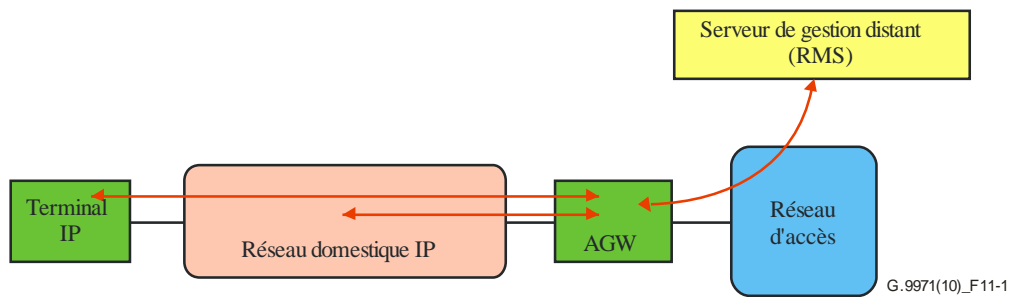 Serveur de gestion distant
(RMS)
Terminal
IP
Réseau domestique IP
AGW
Réseau
d'accès
G.9971(10)_F11-1